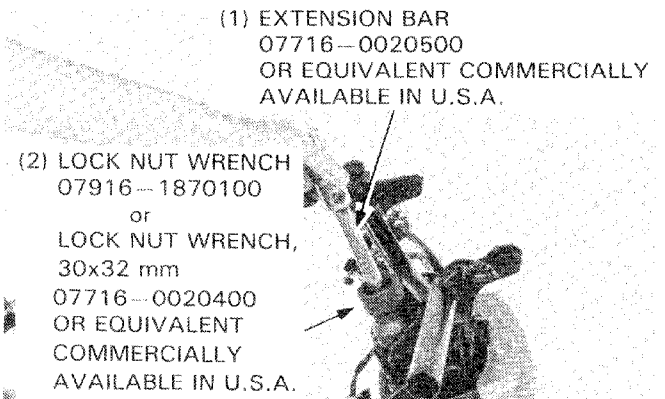 (1) EXTENSION BAR
07716-0020500
OR EQUIVALENT COMMERCIALLY
AVAILABLE IN U.S.A.
(2) LOCK NUT WRENCH
07916-1870100
or
LOCK NUT WRENCH,
30x32 mm
07716-0020400
OR EQUIVALENT
COMMERCIALLY
AVAILABLE IN U.S.A.